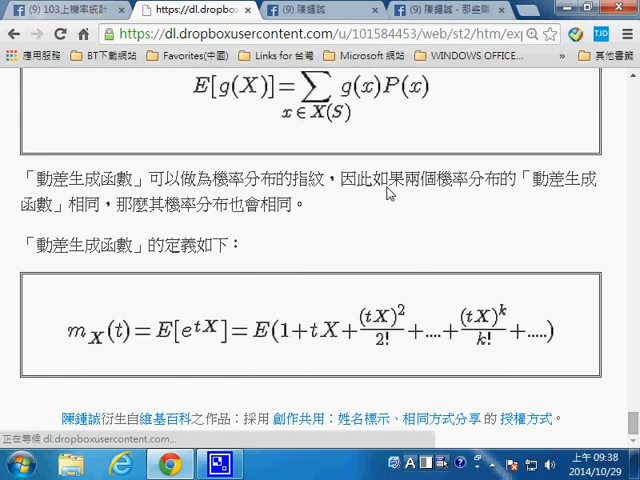 (9) 103上機率統計
https://dl.dropbox
(9) 陳鍾誠
(9) 陳鍾誠 - 那些
https://dl.dropboxusercontent.com/u/101584453/web/st2/htm/exp
應用服務 BT下載網站 Favorites(中國) Links for 台灣 Microsoft 網站 WINDOWS OFFICE... » 其他書籤
E[g(X)]=∑ g(x)P(x)
x ∈ X(S)
「動差生成函數」可以做為機率分布的指紋，因此如果兩個機率分布的「動差生成
函數」相同，那麼其機率分布也會相同。
「動差生成函數」的定義如下：
m_X(t)=E[e^{tX}]=E(1+tX+(tX)^2/2!+....+(tX)^k/k!+.....)
陳鍾誠衍生自維基百科之作品：採用 創作共用：姓名標示、相同方式分享 的 授權方式。
正在等候 dl.dropboxusercontent.com...
上午 09:38
2014/10/29